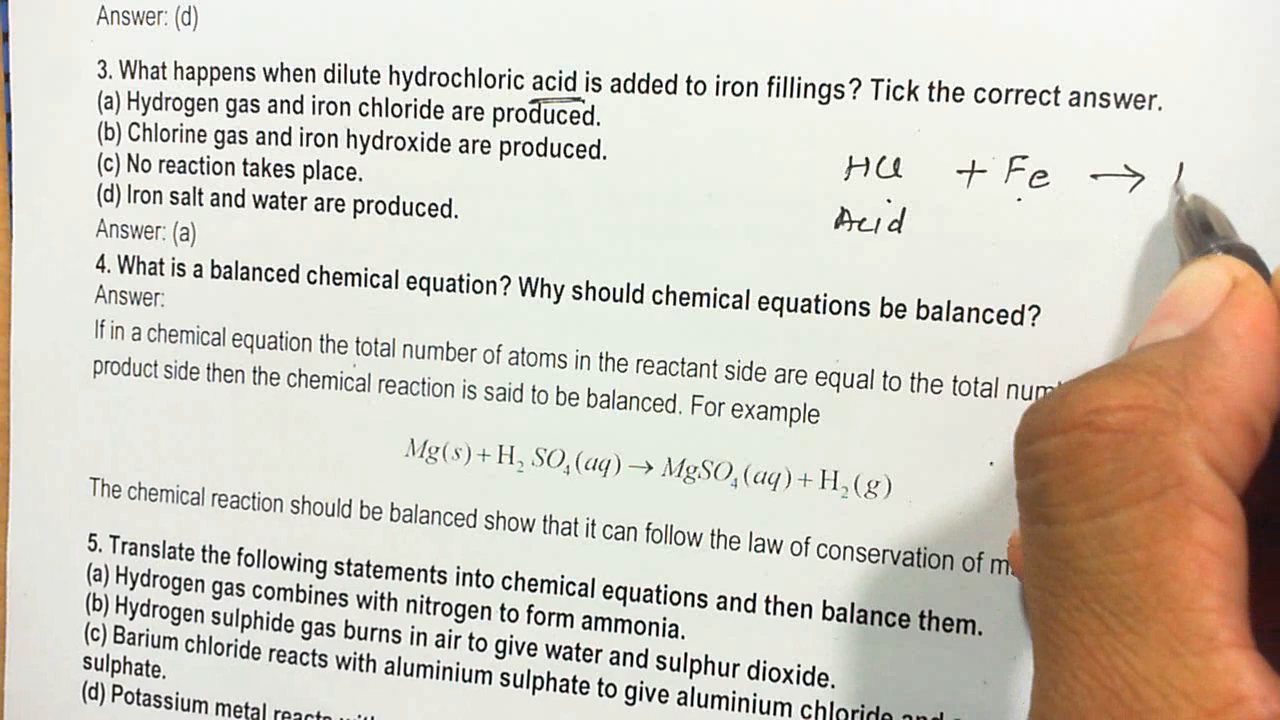 Answer: (d)
3. What happens when dilute hydrochloric acid is added to iron fillings? Tick the correct answer.
(a) Hydrogen gas and iron chloride are produced.
(b) Chlorine gas and iron hydroxide are produced.
(c) No reaction takes place.
(d) Iron salt and water are produced.
HCl + Fe →
Acid
Answer: (a)
4. What is a balanced chemical equation? Why should chemical equations be balanced?
Answer:
If in a chemical equation the total number of atoms in the reactant side are equal to the total
product side then the chemical reaction is said to be balanced. For example
Mg(s) + H₂ SO₄(aq) → MgSO₄(aq) + H₂(g)
The chemical reaction should be balanced show that it can follow the law of conservation of
5. Translate the following statements into chemical equations and then balance them.
(a) Hydrogen gas combines with nitrogen to form ammonia.
(b) Hydrogen sulphide gas burns in air to give water and sulphur dioxide.
(c) Barium chloride reacts with aluminium sulphate to give aluminium chloride
sulphate.
(d) Potassium metal